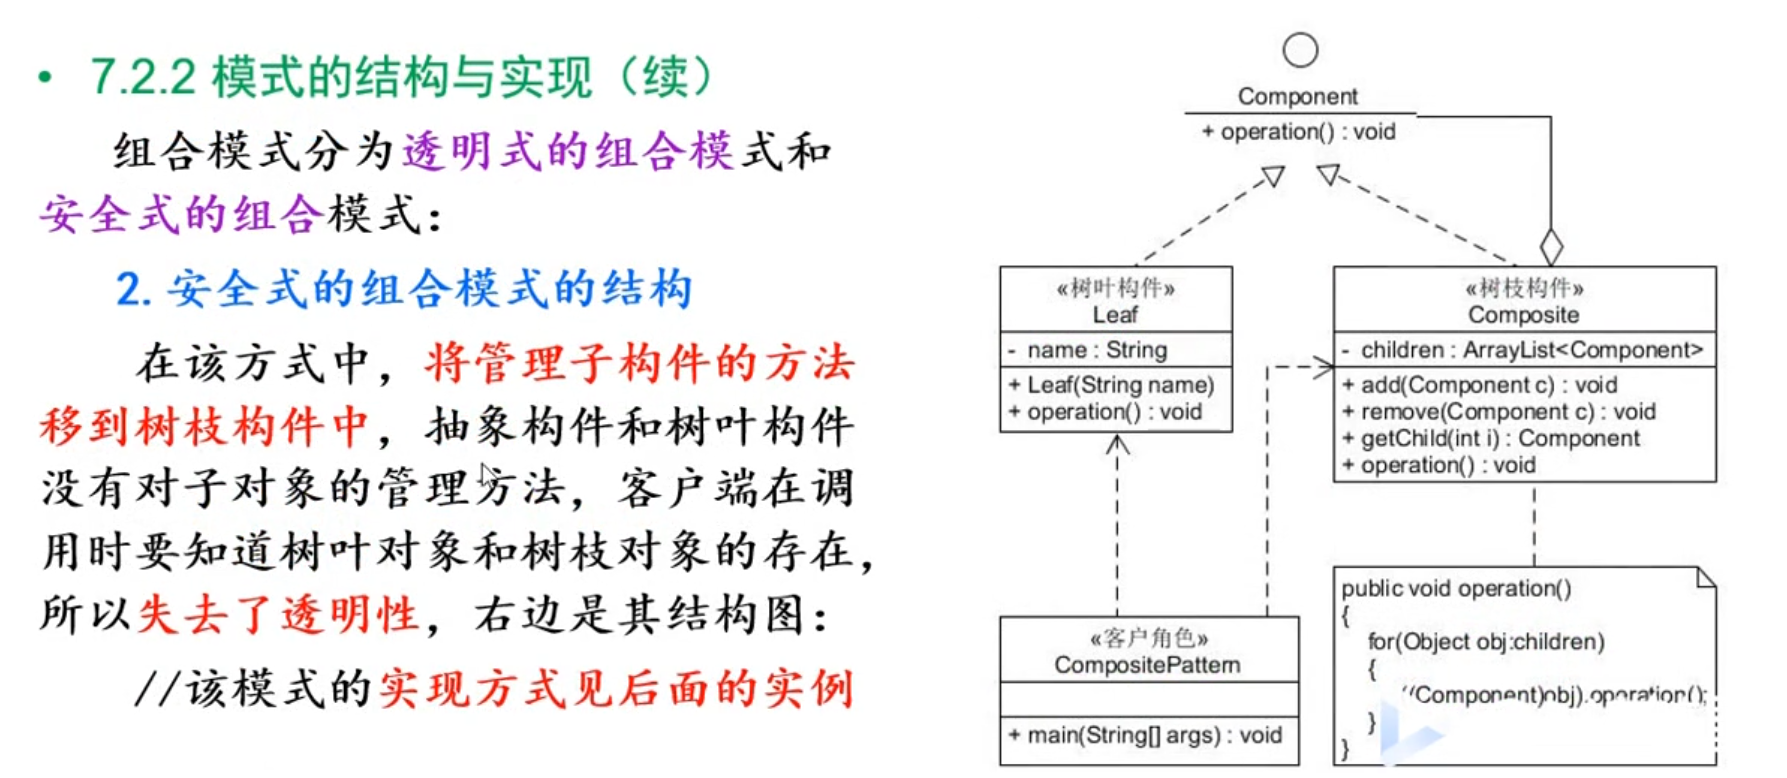 • 7.2.2 模式的结构与实现（续）
组合模式分为透明式的组合模式和
安全式的组合模式：
2. 安全式的组合模式的结构
在该方式中，将管理子构件的方法
移到树枝构件中，抽象构件和树叶构件
没有对子对象的管理方法，客户端在调
用时要知道树叶对象和树枝对象的存在，
所以失去了透明性，右边是其结构图：
//该模式的实现方式见后面的实例
Component
+ operation() : void
«树叶构件»
Leaf
- name : String
+ Leaf(String name)
+ operation() : void
«树枝构件»
Composite
- children : ArrayList<Component>
+ add(Component c) : void
+ remove(Component c) : void
+ getChild(int i) : Component
+ operation() : void
«客户角色»
CompositePattern
+ main(String[] args) : void
public void operation()
{
for(Object obj:children)
{
((Component)obj).operation();
}
}